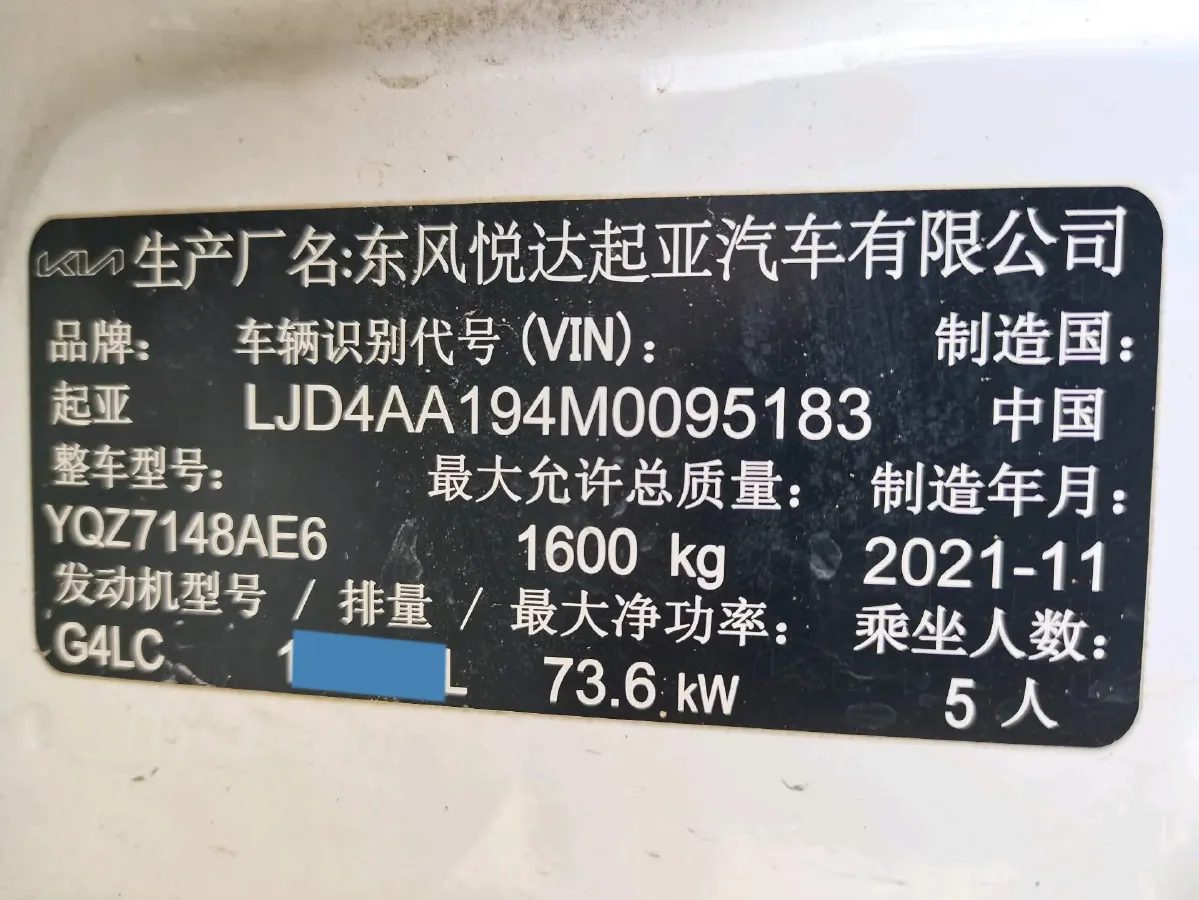 KIA 生产厂名:东风悦达起亚汽车有限公司
品牌: 车辆识别代号 (VIN): 制造国:
起亚 LJD4AA194M0095183 中国
整车型号: 最大允许总质量: 制造年月:
YQZ7148AE6 1600 kg 2021-11
发动机型号 / 排量 / 最大净功率: 乘坐人数:
G4LC L 73.6 kW 5 人